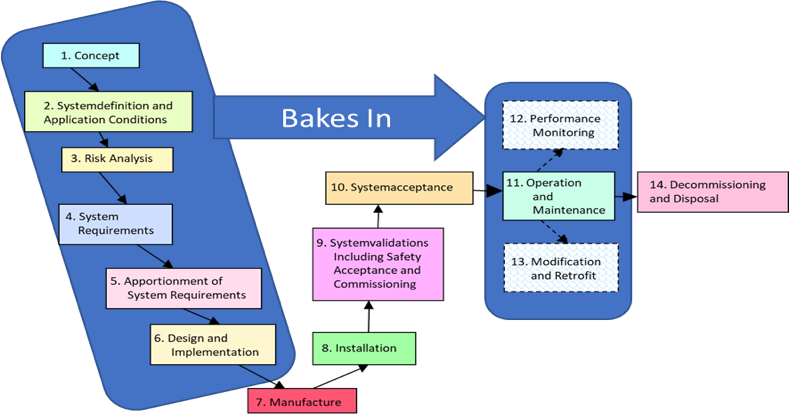 1. Concept
2. Systemdefinition and
Application Conditions
3. Risk Analysis
4. System
Requirements
5. Apportionment of
System Requirements
6. Design and
Implementation
7. Manufacture
8. Installation
9. Systemvalidations
Including Safety
Acceptance and
Commissioning
10. Systemacceptance
Bakes In
12. Performance
Monitoring
11. Operation
and
Maintenance
13. Modification
and Retrofit
14. Decommissioning
and Disposal